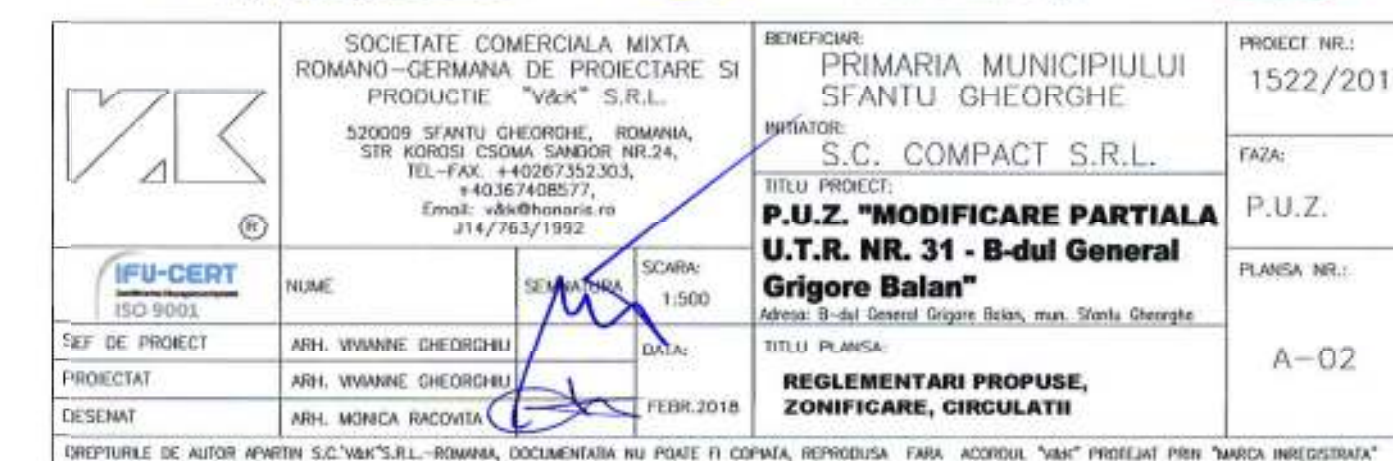 SOCIETATE COMERCIALA MIXTA
ROMANO-GERMANA DE PROIECTARE SI
PRODUCTIE "V&K" S.R.L.
520009 SFANTU GHEORGHE, ROMANIA,
STR KOROSI CSOMA SANDOR NR.24,
TEL-FAX. +40267352303,
+40367408577,
Email: v&k@honoris.ro
J14/763/1992
BENEFICIAR:
PRIMARIA MUNICIPIULUI
SFANTU GHEORGHE
INITIATOR:
S.C. COMPACT S.R.L.
TITLU PROIECT:
P.U.Z. "MODIFICARE PARTIALA
U.T.R. NR. 31 - B-dul General
Grigore Balan"
Adresa: B-dul General Grigore Balan, mun. Sfantu Gheorghe
PROIECT NR.:
1522/201
FAZA:
P.U.Z.
PLANSA NR.:
A-02
VK
®
IFU-CERT
ISO 9001
NUME
SEMNATURA
SCARA:
1:500
SEF DE PROIECT
ARH. VIVIANNE GHEORGHIU
PROIECTAT
ARH. VIVIANNE GHEORGHIU
DESENAT
ARH. MONICA RACOVITA
DATA:
FEBR.2018
TITLU PLANSA:
REGLEMENTARI PROPUSE,
ZONIFICARE, CIRCULATII
DREPTURILE DE AUTOR APARTIN S.C."V&K"S.R.L.-ROMANIA, DOCUMENTATIA NU POATE FI COPIATA, REPRODUSA FARA ACORDUL "V&K" PROTEJAT PRIN "MARCA INREGISTRATA"